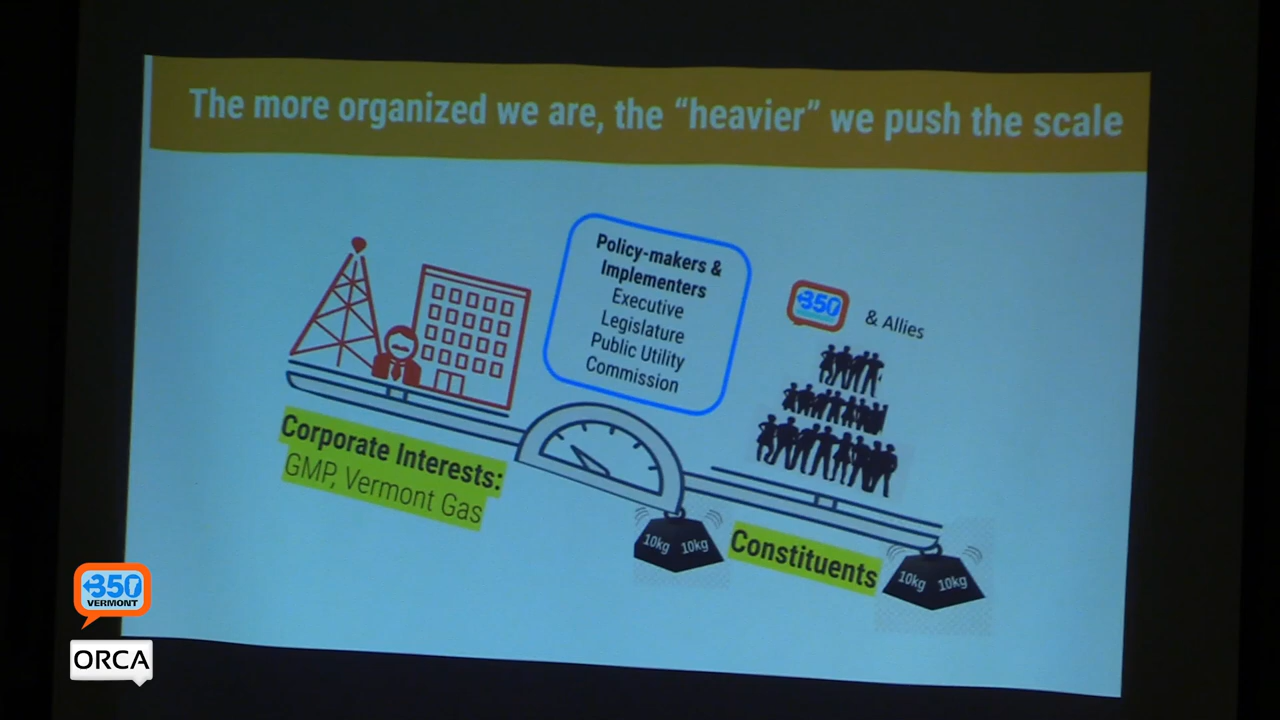 The more organized we are, the “heavier” we push the scale
Policy-makers &
Implementers
Executive
Legislature
Public Utility
Commission
350
& Allies
Corporate Interests:
GMP, Vermont Gas
10kg 10kg
Constituents
10kg 10kg
350
VERMONT
ORCA